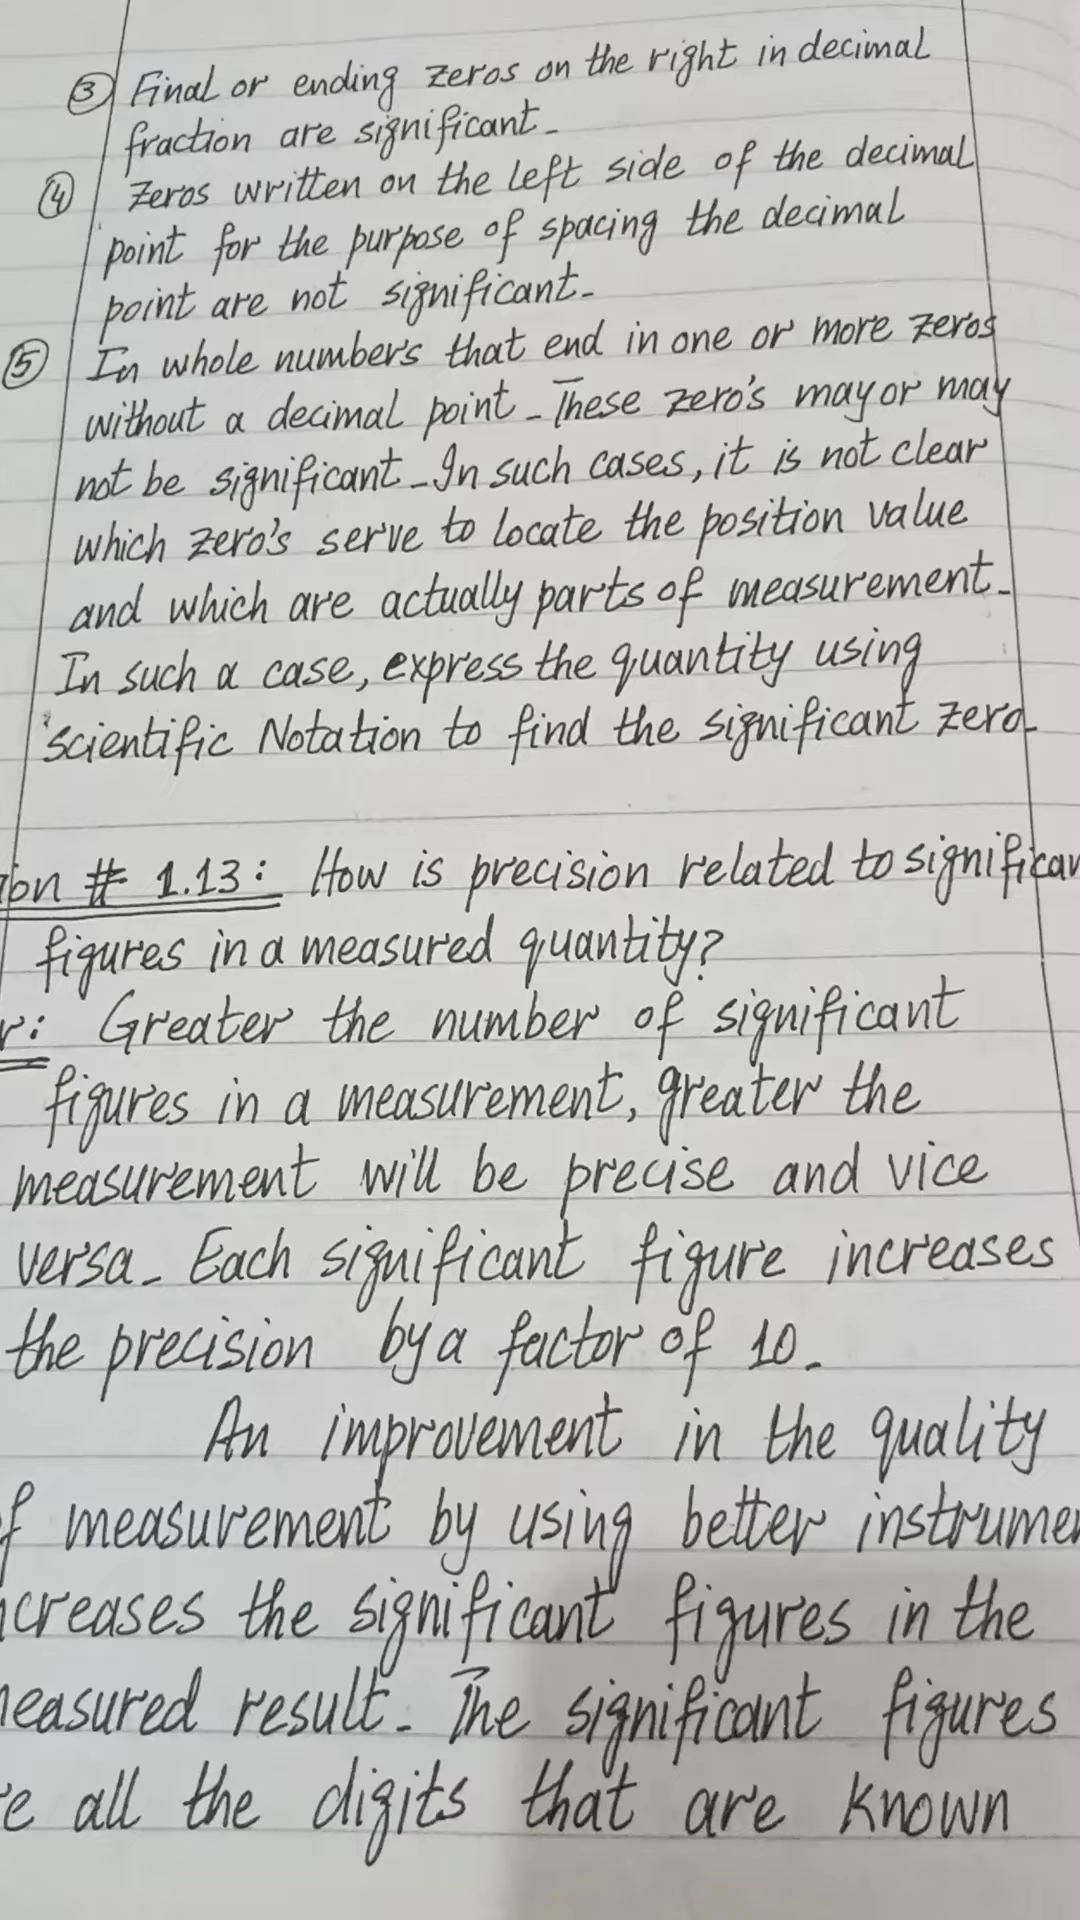 ③ Final or ending zeros on the right in decimal
fraction are significant.
④ Zeros written on the left side of the decimal
point for the purpose of spacing the decimal
point are not significant.
⑤ In whole numbers that end in one or more zeros
without a decimal point. These zero's may or may
not be significant. In such cases, it is not clear
which zero's serve to locate the position value
and which are actually parts of measurement.
In such a case, express the quantity using
scientific Notation to find the significant zero.
ion # 1.13: How is precision related to significan
figures in a measured quantity?
r: Greater the number of significant
figures in a measurement, greater the
measurement will be precise and vice
versa. Each significant figure increases
the precision by a factor of 10.
An improvement in the quality
f measurement by using better instrumen
ncreases the significant figures in the
measured result. The significant figures
re all the digits that are known